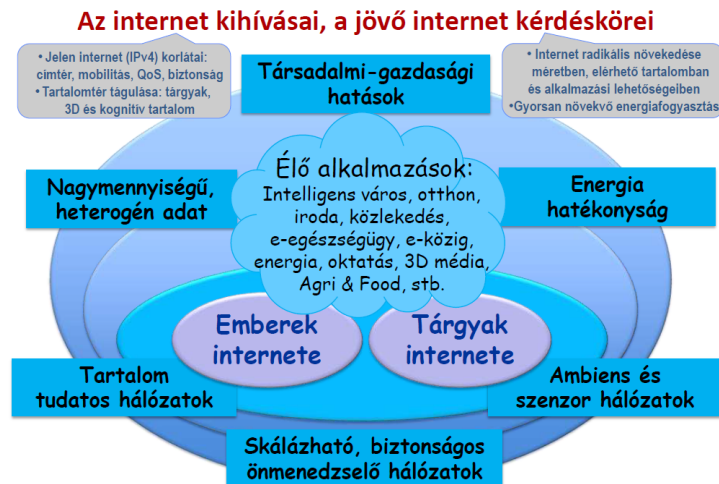 Az internet kihívásai, a jövő internet kérdéskörei
• Jelen internet (IPv4) korlátai:
címtér, mobilitás, QoS, biztonság
• Tartalomtér tágulása: tárgyak,
3D és kognitív tartalom
• Internet radikális növekedése
méretben, elérhető tartalomban
és alkalmazási lehetőségeiben
•Gyorsan növekvő energiafogyasztás
Társadalmi-gazdasági
hatások
Élő alkalmazások:
Intelligens város, otthon,
iroda, közlekedés,
e-egészségügy, e-közig,
energia, oktatás, 3D média,
Agri & Food, stb.
Nagymennyiségű,
heterogén adat
Energia
hatékonyság
Emberek
internete
Tárgyak
internete
Tartalom
tudatos hálózatok
Ambiens és
szenzor hálózatok
Skálázható, biztonságos
önmenedzselő hálózatok